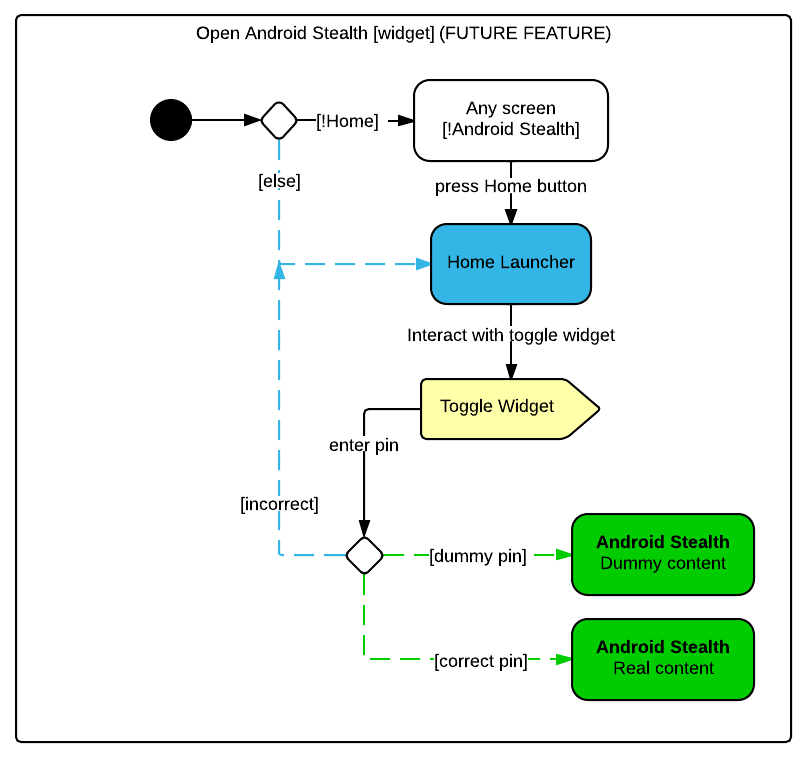 Open Android Stealth [widget] (FUTURE FEATURE)
[!Home]
Any screen
[!Android Stealth]
[else]
press Home button
Home Launcher
Interact with toggle widget
Toggle Widget
enter pin
[incorrect]
[dummy pin]
Android Stealth
Dummy content
[correct pin]
Android Stealth
Real content